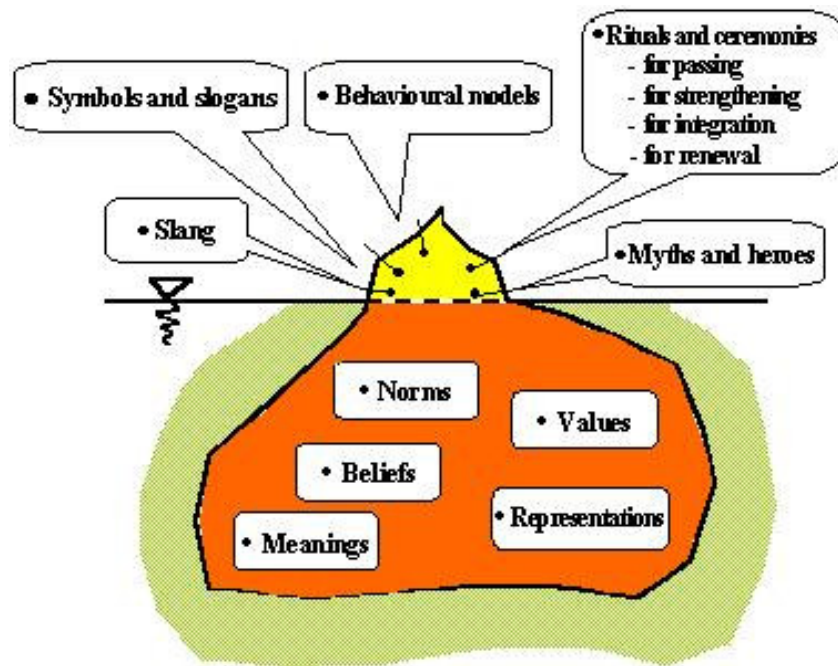 • Rituals and ceremonies
- for passing
- for strengthening
- for integration
- for renewal
• Symbols and slogans
• Behavioural models
• Slang
• Myths and heroes
• Norms
• Values
• Beliefs
• Representations
• Meanings